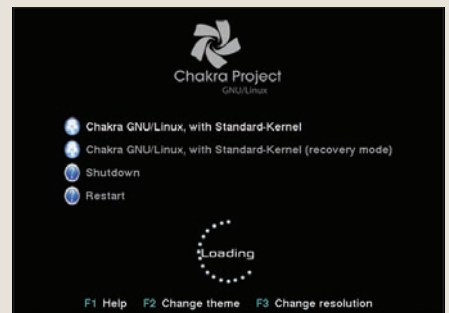 Chakra Project
GNU/Linux
Chakra GNU/Linux, with Standard-Kernel
Chakra GNU/Linux, with Standard-Kernel (recovery mode)
Shutdown
Restart
Loading
F1 Help F2 Change theme F3 Change resolution